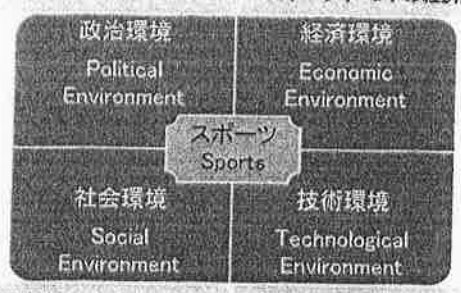 政治環境
Political
Environment
経済環境
Economic
Environment
スポーツ
Sports
社会環境
Social
Environment
技術環境
Technological
Environment